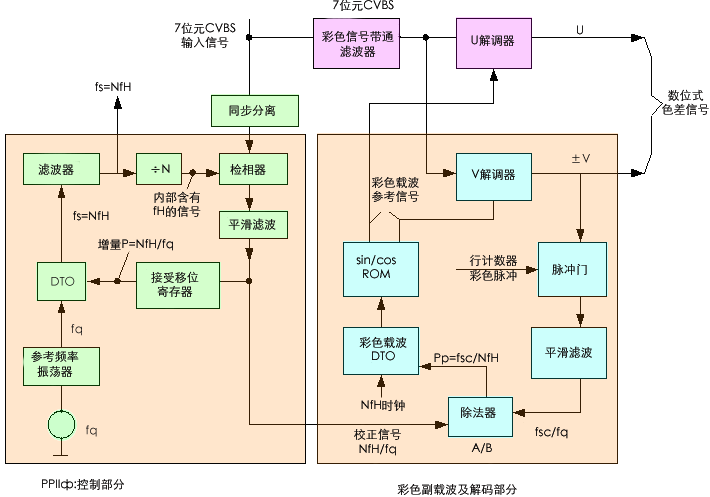 7位元CVBS
7位元CVBS
输入信号
彩色信号带通
滤波器
U解调器
U
fs=NfH
同步分离
数位式
色差信号
滤波器
÷N
检相器
V解调器
±V
内部含有
fH的信号
彩色载波
参考信号
fs=NfH
平滑滤波
增量P=NfH/fq
DTO
接受移位
寄存器
sin/cos
ROM
行计数器
彩色脉冲
脉冲门
fq
彩色载波
DTO
Pp=fsc/NfH
平滑滤波
参考频率
振荡器
NfH时钟
除法器
fq
校正信号
NfH/fq
fsc/fq
A/B
PPIIф:控制部分
彩色副载波及解码部分